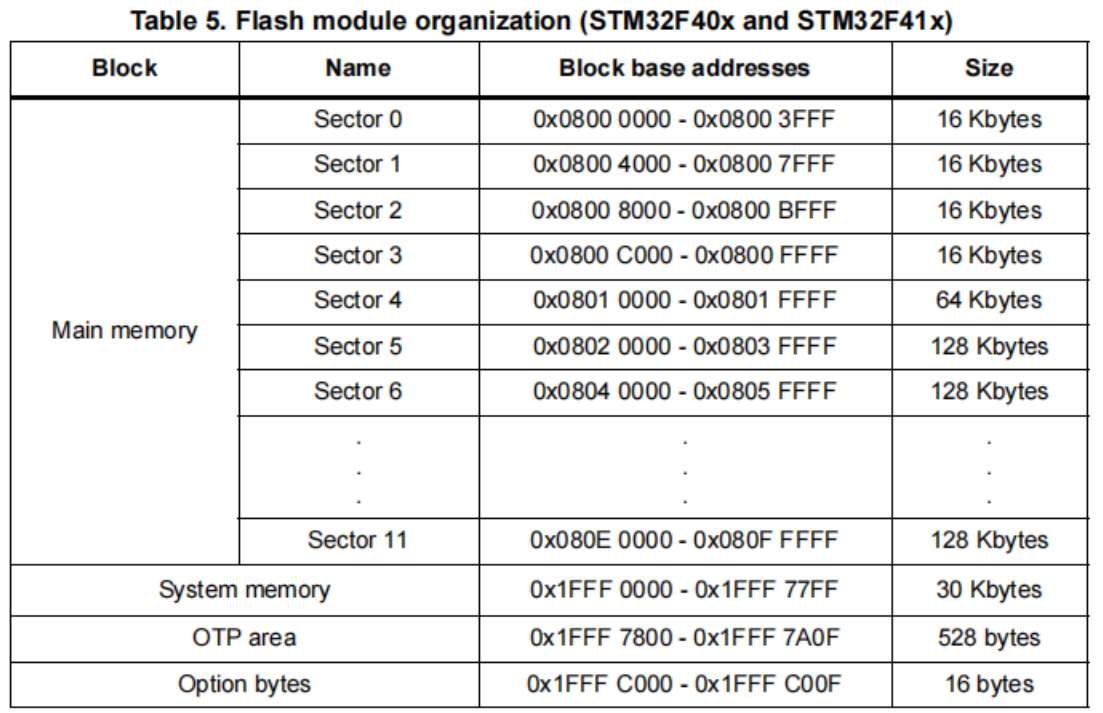 Table 5. Flash module organization (STM32F40x and STM32F41x)
Block Name Block base addresses Size
Sector 0 0x0800 0000 - 0x0800 3FFF 16 Kbytes
Sector 1 0x0800 4000 - 0x0800 7FFF 16 Kbytes
Sector 2 0x0800 8000 - 0x0800 BFFF 16 Kbytes
Sector 3 0x0800 C000 - 0x0800 FFFF 16 Kbytes
Sector 4 0x0801 0000 - 0x0801 FFFF 64 Kbytes
Main memory Sector 5 0x0802 0000 - 0x0803 FFFF 128 Kbytes
Sector 6 0x0804 0000 - 0x0805 FFFF 128 Kbytes
. . .
. . .
. . .
Sector 11 0x080E 0000 - 0x080F FFFF 128 Kbytes
System memory 0x1FFF 0000 - 0x1FFF 77FF 30 Kbytes
OTP area 0x1FFF 7800 - 0x1FFF 7A0F 528 bytes
Option bytes 0x1FFF C000 - 0x1FFF C00F 16 bytes